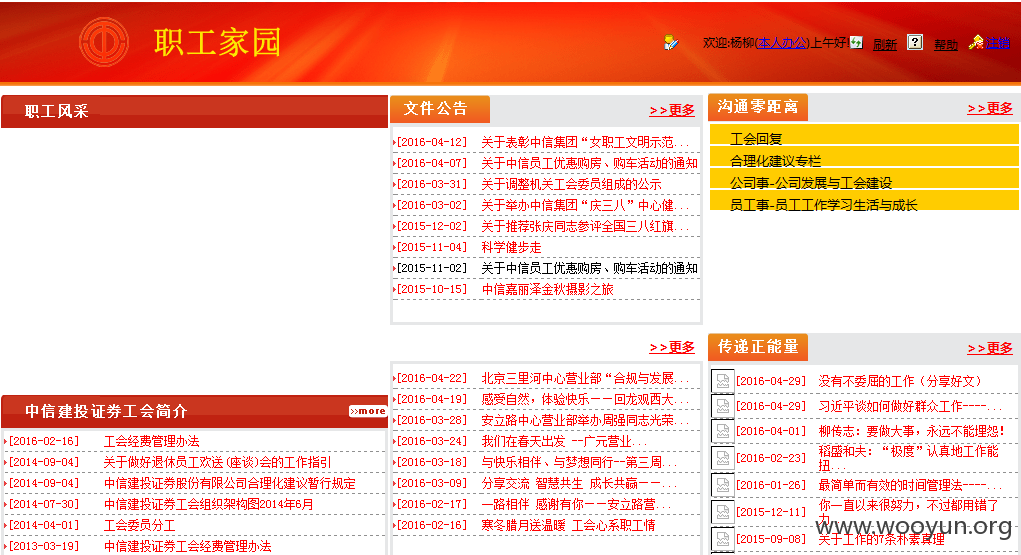 职工家园
欢迎:杨柳(本人办公)上午好! 刷新 帮助 注销
职工风采
文件公告
>>更多
[2016-04-12] 关于表彰中信集团“女职工文明示范...
[2016-04-07] 关于中信员工优惠购房、购车活动的通知
[2016-03-31] 关于调整机关工会委员组成的公示
[2016-03-02] 关于举办中信集团“庆三八”中心健...
[2015-12-02] 关于推荐张庆同志参评全国三八红旗...
[2015-11-04] 科学健步走
[2015-11-02] 关于中信员工优惠购房、购车活动的通知
[2015-10-15] 中信嘉丽泽金秋摄影之旅
沟通零距离
>>更多
工会回复
合理化建议专栏
公司事-公司发展与工会建设
员工事-员工工作学习生活与成长
中信建投证券工会简介
>>more
[2016-02-16] 工会经费管理办法
[2014-09-04] 关于做好退休员工欢送(座谈)会的工作指引
[2014-09-04] 中信建投证券股份有限公司合理化建议暂行规定
[2014-07-30] 中信建投证券工会组织架构图2014年6月
[2014-04-01] 工会委员分工
[2013-03-19] 中信建投证券工会经费管理办法
>>更多
[2016-04-22] 北京三里河中心营业部“合规与发展...
[2016-04-19] 感受自然，体验快乐－－回龙观西大...
[2016-03-28] 安立路中心营业部举办周强同志光荣...
[2016-03-24] 我们在春天出发 --广元营业...
[2016-03-18] 与快乐相伴、与梦想同行--第三周...
[2016-03-09] 分享交流 智慧共生 成长共赢－－...
[2016-02-17] 一路相伴 感谢有你－－安立路营...
[2016-02-16] 寒冬腊月送温暖 工会心系职工情
传递正能量
>>更多
[2016-04-29] 没有不委屈的工作（分享好文）
[2016-04-29] 习近平谈如何做好群众工作----...
[2016-04-01] 柳传志：要做大事，永远不能埋怨！
[2016-02-23] 稻盛和夫：“极度”认真地工作能
扭...
[2016-01-26] 最简单而有效的时间管理法----...
[2015-12-11] 你一直以来很努力，不过都用错了
力
[2015-09-08] 关于工作的7条朴素真理
www.wooyun.org